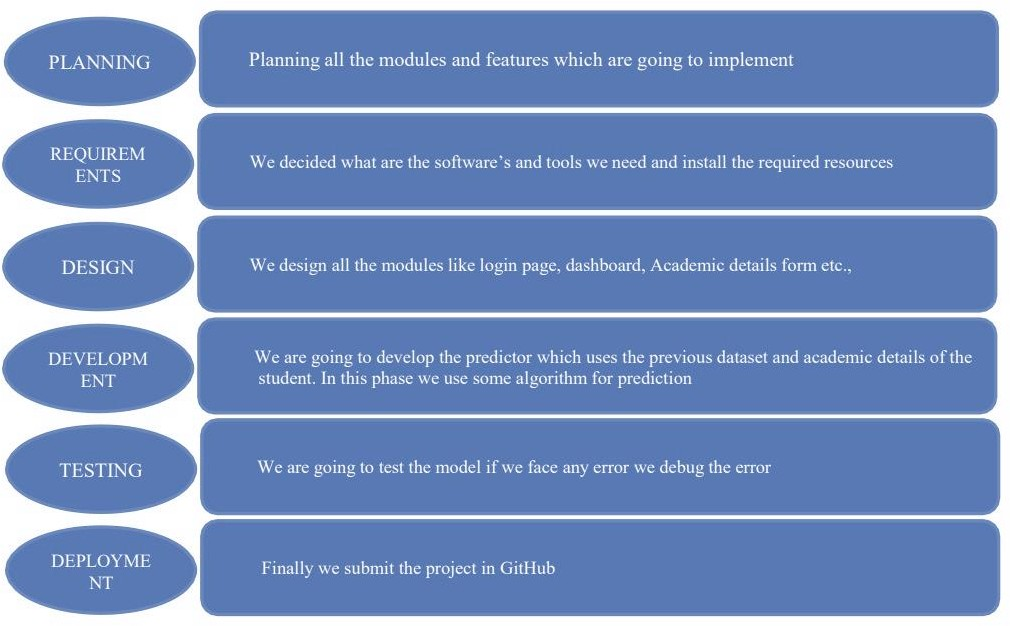 PLANNING
Planning all the modules and features which are going to implement
REQUIREM
ENTS
We decided what are the software’s and tools we need and install the required resources
DESIGN
We design all the modules like login page, dashboard, Academic details form etc.,
DEVELOPM
ENT
We are going to develop the predictor which uses the previous dataset and academic details of the
student. In this phase we use some algorithm for prediction
TESTING
We are going to test the model if we face any error we debug the error
DEPLOYME
NT
Finally we submit the project in GitHub